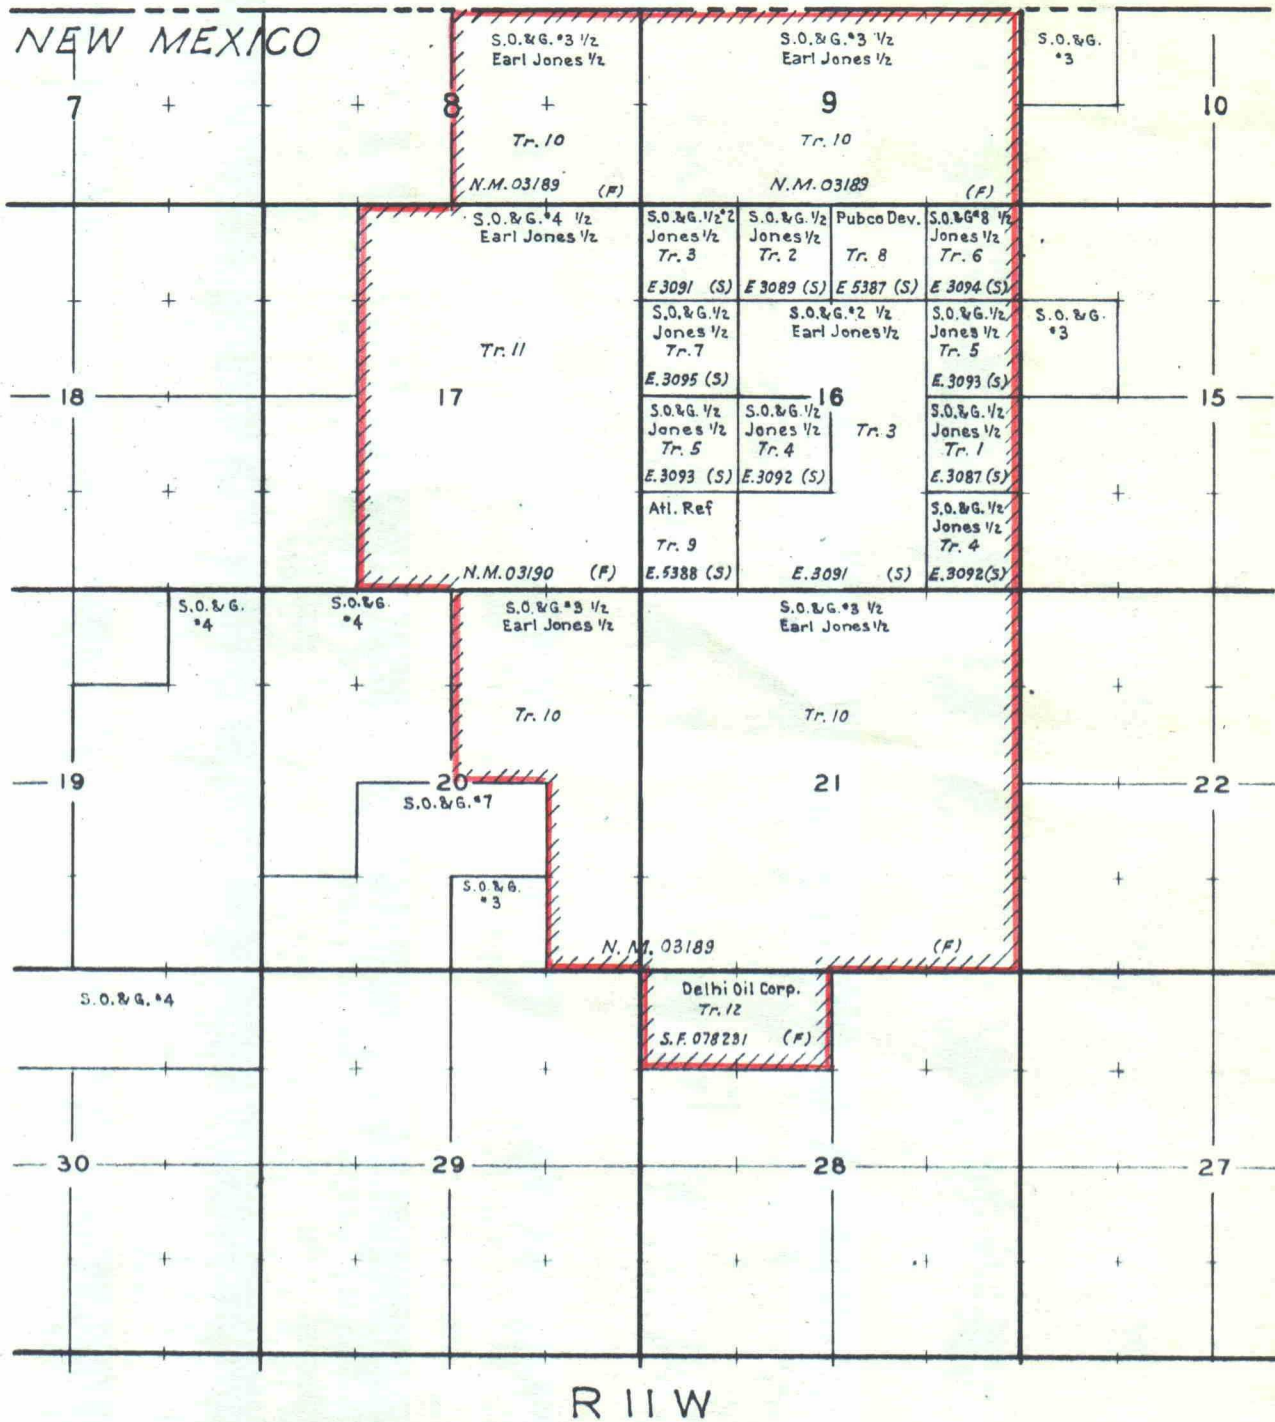 NEW MEXICO
S.O.&G.#3 1/2
Earl Jones 1/2
Tr. 10
N.M. 03189 (F)
S.O.&G.#3 1/2
Earl Jones 1/2
Tr. 10
N.M. 03189 (F)
S.O.&G.
#3
7
8
9
10
S.O.&G.#4 1/2
Earl Jones 1/2
Tr. 11
N.M. 03190 (F)
S.O.&G. 1/2 #2
Jones 1/2
Tr. 3
E 3091 (S)
S.O.&G. 1/2
Jones 1/2
Tr. 2
E 3089 (S)
Pubco Dev.
Tr. 8
E 5387 (S)
S.O.&G#8 1/2
Jones 1/2
Tr. 6
E 3094 (S)
S.O.&G. 1/2
Jones 1/2
Tr. 7
E.3095 (S)
S.O.&G.#2 1/2
Earl Jones 1/2
Tr. 3
E.3091 (S)
S.O.&G. 1/2
Jones 1/2
Tr. 5
E.3093 (S)
S.O.&G.
#3
18
17
16
15
S.O.&G. 1/2
Jones 1/2
Tr. 5
E.3093 (S)
S.O.&G. 1/2
Jones 1/2
Tr. 4
E.3092 (S)
S.O.&G. 1/2
Jones 1/2
Tr. 1
E.3087 (S)
Atl. Ref
Tr. 9
E.5388 (S)
S.O.&G. 1/2
Jones 1/2
Tr. 4
E.3092(S)
S.O.&G.
#4
S.O.&G.
#4
S.O.&G.#3 1/2
Earl Jones 1/2
Tr. 10
S.O.&G.#3 1/2
Earl Jones 1/2
Tr. 10
19
20
21
22
S.O.&G.#7
S.O.&G.
#3
N.M. 03189 (F)
S.O.&G. #4
Delhi Oil Corp.
Tr. 12
S.F. 078231 (F)
30
29
28
27
R 11 W